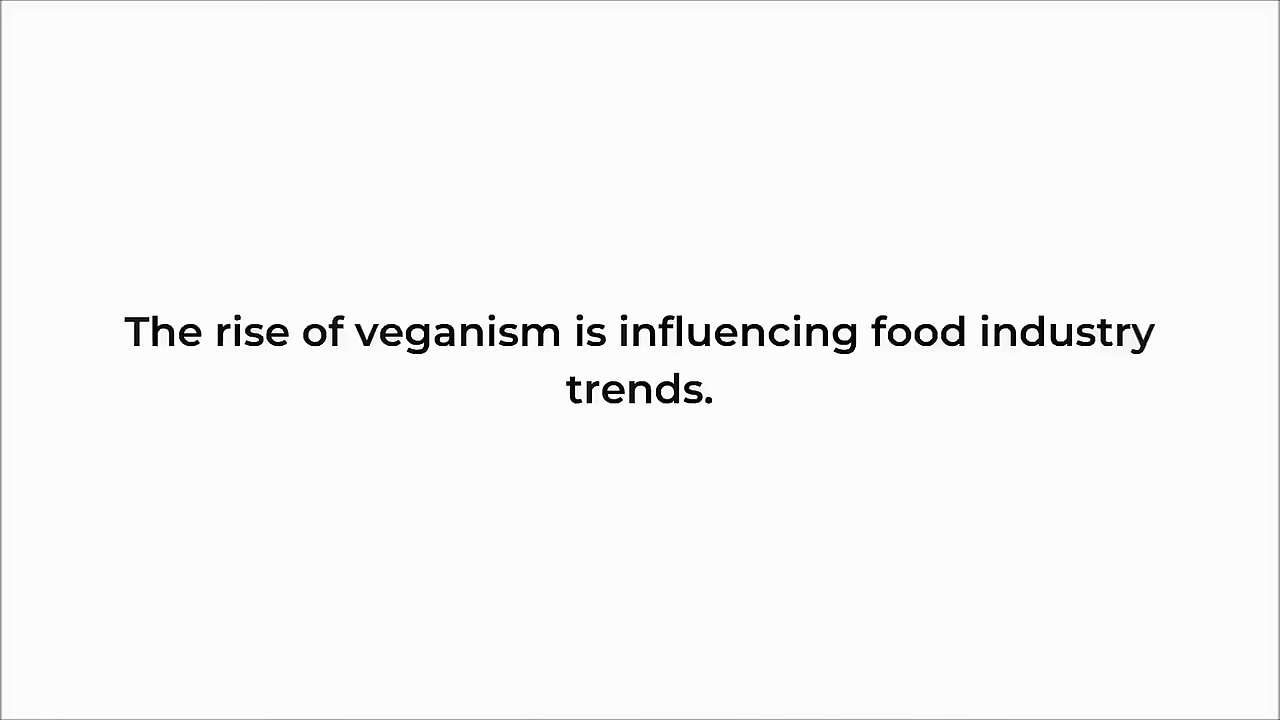 The rise of veganism is influencing food industry
trends.